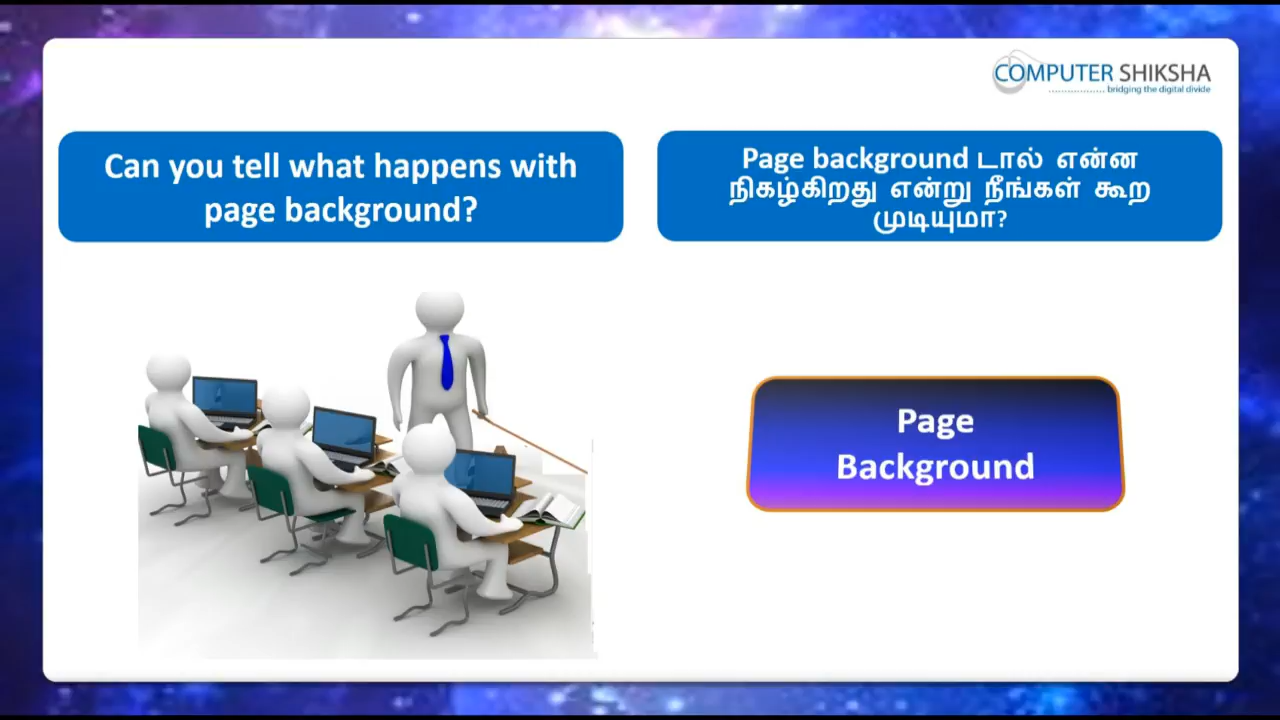 COMPUTER SHIKSHA
bridging the digital divide
Can you tell what happens with
page background?
Page background டால் என்ன
நிகழ்கிறது என்று நீங்கள் கூற
முடியுமா?
Page
Background